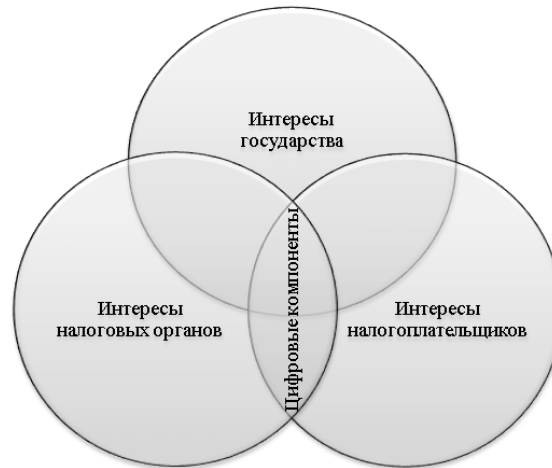 Интересы
государства
Цифровые компоненты
Интересы
налоговых органов
Интересы
налогоплательщиков